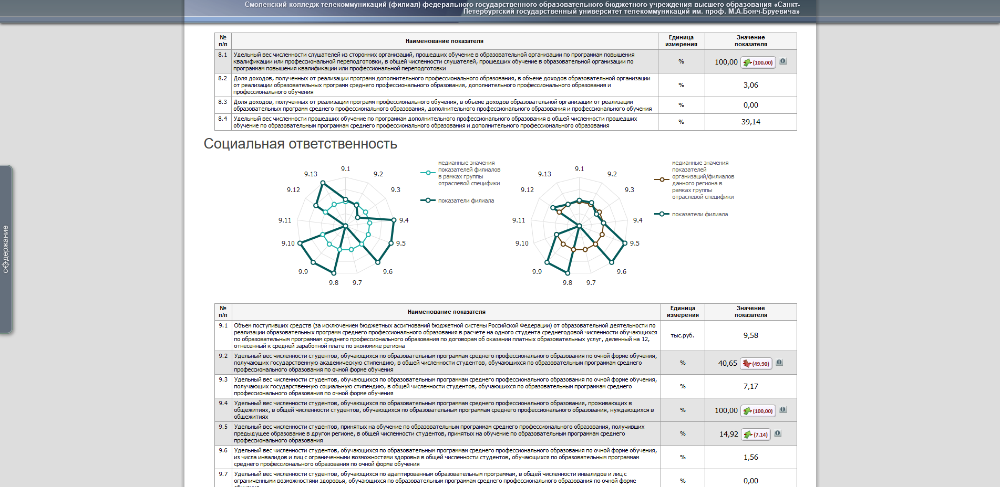 Смоленский колледж телекоммуникаций (филиал) федерального государственного образовательного бюджетного учреждения высшего образования «Санкт-
Петербургский государственный университет телекоммуникаций им. проф. М.А.Бонч-Бруевича»
№ п/п
Наименование показателя
Единица измерения
Значение показателя
8.1
Удельный вес численности слушателей из сторонних организаций, прошедших обучение в образовательной организации по программам повышения
квалификации или профессиональной переподготовки, в общей численности слушателей, прошедших обучение в образовательной организации по
программам повышения квалификации или профессиональной переподготовки
%
100,00 (100,00)
8.2
Доля доходов, полученных от реализации программ дополнительного профессионального образования, в объеме доходов образовательной организации
от реализации образовательных программ среднего профессионального образования, дополнительного профессионального образования и
профессионального обучения
%
3,06
8.3
Доля доходов, полученных от реализации программ профессионального обучения, в объеме доходов образовательной организации от реализации
образовательных программ среднего профессионального образования, дополнительного профессионального образования и профессионального обучения
%
0,00
8.4
Удельный вес численности прошедших обучение по программам дополнительного профессионального образования в общей численности прошедших
обучение по образовательным программам среднего профессионального образования и дополнительного профессионального образования
%
39,14
Социальная ответственность
9.1
9.2
9.3
9.4
9.5
9.6
9.7
9.8
9.9
9.10
9.11
9.12
9.13
медианные значения
показателей филиалов
в рамках группы
отраслевой специфики
показатели филиала
9.1
9.2
9.3
9.4
9.5
9.6
9.7
9.8
9.9
9.10
9.11
9.12
9.13
медианные значения
показателей
организаций/филиалов
данного региона в
рамках группы
отраслевой специфики
показатели филиала
содержание
№ п/п
Наименование показателя
Единица измерения
Значение показателя
9.1
Объем поступивших средств (за исключением бюджетных ассигнований бюджетной системы Российской Федерации) от образовательной деятельности по
реализации образовательных программ среднего профессионального образования в расчете на одного студента среднегодовой численности обучающихся
по образовательным программам среднего профессионального образования по договорам об оказании платных образовательных услуг, деленный на 12,
отнесенный к средней заработной плате по экономике региона
тыс.руб.
9,58
9.2
Удельный вес численности студентов, обучающихся по образовательным программам среднего профессионального образования по очной форме обучения,
получающих государственную академическую стипендию, в общей численности студентов, обучающихся по образовательным программам среднего
профессионального образования по очной форме обучения
%
40,65 (49,90)
9.3
Удельный вес численности студентов, обучающихся по образовательным программам среднего профессионального образования по очной форме обучения,
получающих государственную социальную стипендию, в общей численности студентов, обучающихся по образовательным программам среднего
профессионального образования по очной форме обучения
%
7,17
9.4
Удельный вес численности студентов, обучающихся по образовательным программам среднего профессионального образования, проживающих в
общежитиях, в общей численности студентов, обучающихся по образовательным программам среднего профессионального образования, нуждающихся в
общежитиях
%
100,00 (100,00)
9.5
Удельный вес численности студентов, принятых на обучение по образовательным программам среднего профессионального образования, получивших
предыдущее образование в другом регионе, в общей численности студентов, принятых на обучение по образовательным программам среднего
профессионального образования
%
14,92 (7,14)
9.6
Удельный вес численности студентов, обучающихся по образовательным программам среднего профессионального образования по очной форме обучения,
из числа инвалидов и лиц с ограниченными возможностями здоровья в общей численности студентов, обучающихся по образовательным программам
среднего профессионального образования по очной форме обучения
%
1,56
9.7
Удельный вес численности студентов, обучающихся по адаптированным образовательным программам, в общей численности инвалидов и лиц с
ограниченными возможностями здоровья, обучающихся по образовательным программам среднего профессионального образования по очной форме
%
0,00